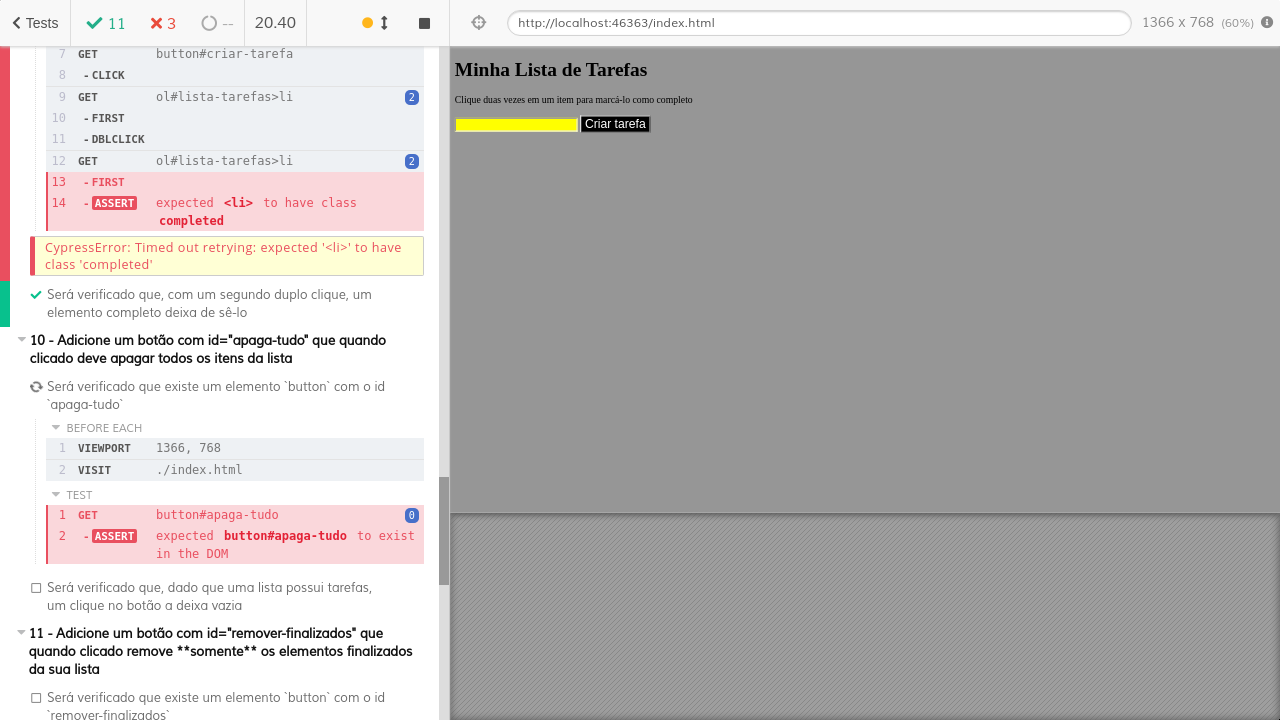 Tests
11
3
--
20.40
http://localhost:46363/index.html
1366 x 768 (60%)
7 GET button#criar-tarefa
8 - CLICK
9 GET ol#lista-tarefas>li 2
10 - FIRST
11 - DBLCLICK
12 GET ol#lista-tarefas>li 2
13 - FIRST
14 - ASSERT expected <li> to have class
completed
CypressError: Timed out retrying: expected '<li>' to have
class 'completed'
Será verificado que, com um segundo duplo clique, um
elemento completo deixa de sê-lo
10 - Adicione um botão com id="apaga-tudo" que quando
clicado deve apagar todos os itens da lista
Será verificado que existe um elemento `button` com o id
`apaga-tudo`
BEFORE EACH
1 VIEWPORT 1366, 768
2 VISIT ./index.html
TEST
1 GET button#apaga-tudo 0
2 - ASSERT expected button#apaga-tudo to exist
in the DOM
Será verificado que, dado que uma lista possui tarefas,
um clique no botão a deixa vazia
11 - Adicione um botão com id="remover-finalizados" que
quando clicado remove **somente** os elementos finalizados
da sua lista
Será verificado que existe um elemento `button` com o id
`remover-finalizados`
Minha Lista de Tarefas
Clique duas vezes em um item para marcá-lo como completo
Criar tarefa